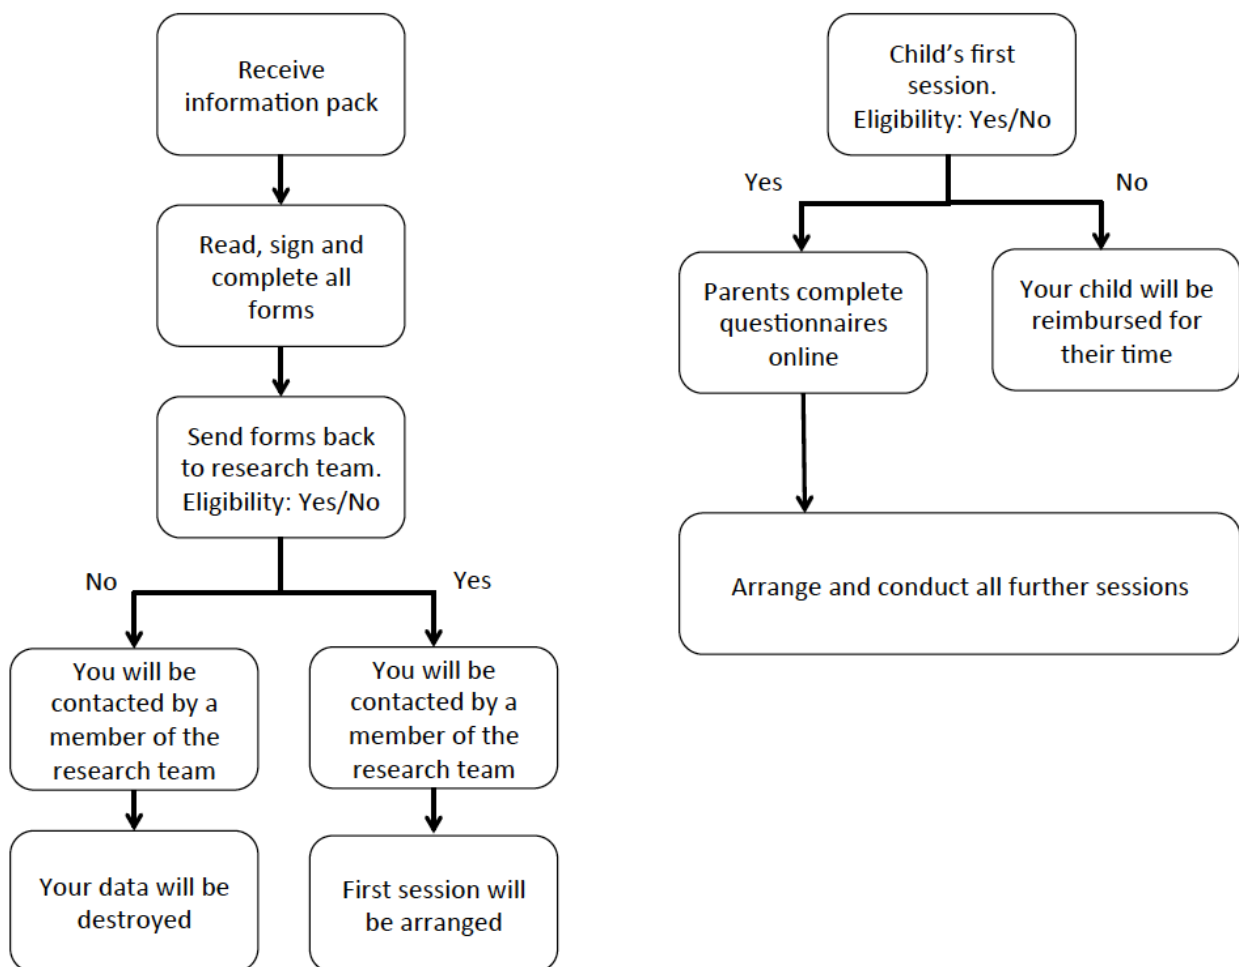 Receive
information pack
Read, sign and
complete all
forms
Send forms back
to research team.
Eligibility: Yes/No
No
Yes
You will be
contacted by a
member of the
research team
You will be
contacted by a
member of the
research team
Your data will be
destroyed
First session will
be arranged
Child’s first
session.
Eligibility: Yes/No
Yes
No
Parents complete
questionnaires
online
Your child will be
reimbursed for
their time
Arrange and conduct all further sessions